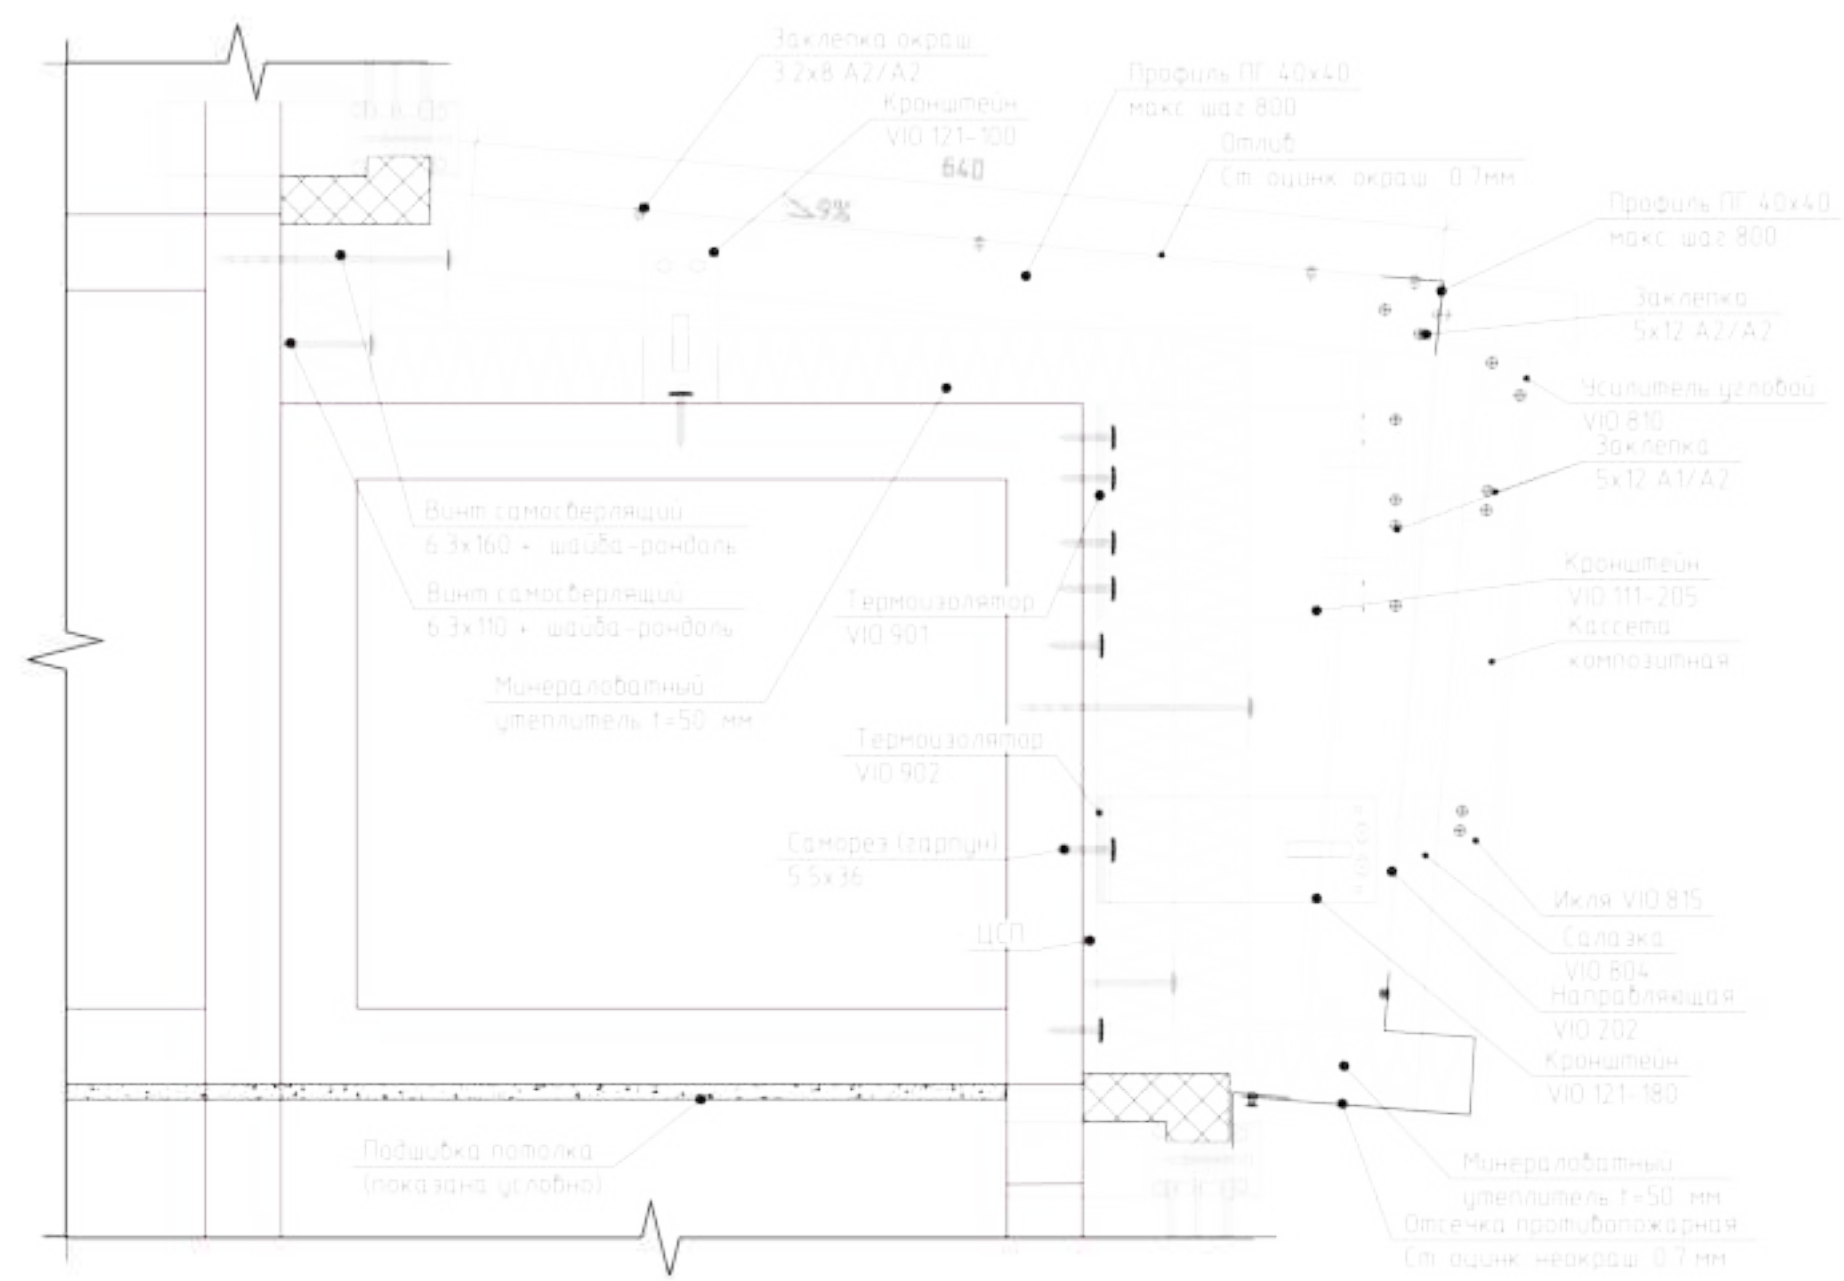 Заклепка окраш.
3.2х8 А2/А2
Кронштейн
VIO 121-100
640
9%
Профиль ПГ 40х40
макс. шаг 800
Отлив
Ст. оцинк. окраш. 0.7мм
Профиль ПГ 40х40
макс. шаг 800
Заклепка
5х12 А2/А2
Усилитель угловой
VIO 810
Заклепка
5х12 А1/А2
Винт самосверлящий
6.3х160 + шайба-рондоль
Винт самосверлящий
6.3х110 + шайба-рондоль
Кронштейн
VIO 111-205
Термоизолятор
VIO 901
Кассета
композитная
Минераловатный
утеплитель t=50 мм
Термоизолятор
VIO 902
Саморез (гарпун)
5.5х36
ЦСП
Икля VIO 815
Салазка
VIO 804
Направляющая
VIO 202
Кронштейн
VIO 121-180
Подшивка потолка
(показана условно)
Минераловатный
утеплитель t=50 мм
Отсечка противопожарная
Ст. оцинк. неокраш. 0.7 мм